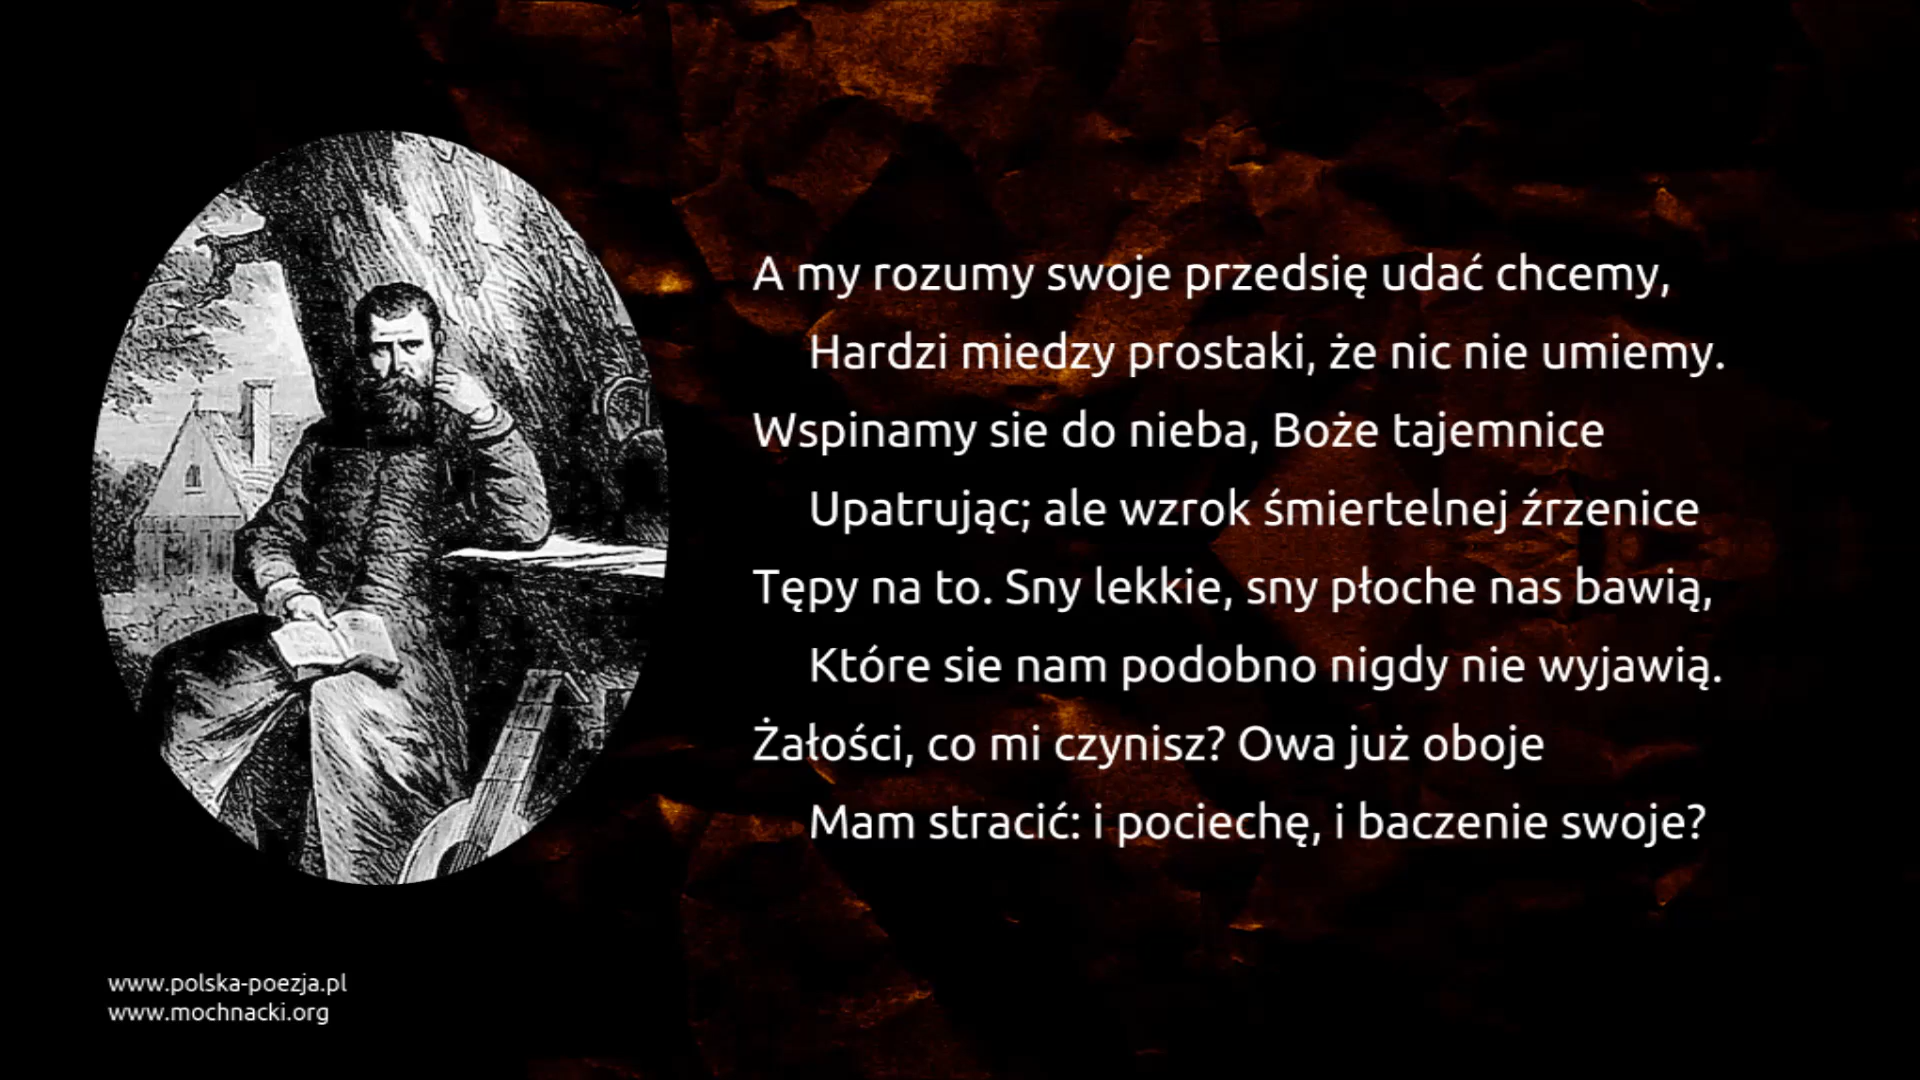 A my rozumy swoje przedsię udać chcemy,
Hardzi miedzy prostaki, że nic nie umiemy.
Wspinamy sie do nieba, Boże tajemnice
Upatrując; ale wzrok śmiertelnej źrzenice
Tępy na to. Sny lekkie, sny płoche nas bawią,
Które sie nam podobno nigdy nie wyjawią.
Żałości, co mi czynisz? Owa już oboje
Mam stracić: i pociechę, i baczenie swoje?
www.polska-poezja.pl
www.mochnacki.org